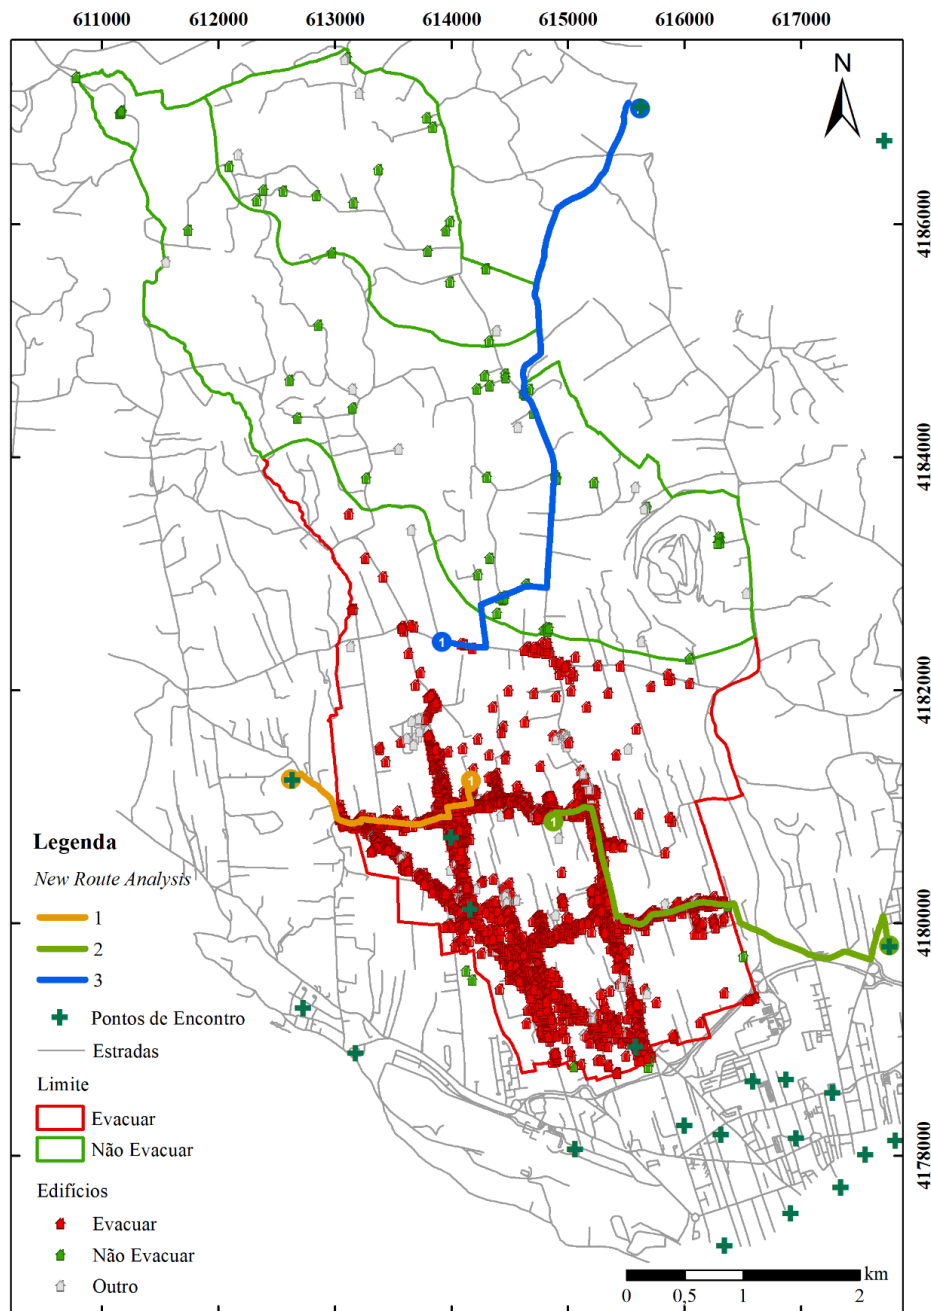 611000 612000 613000 614000 615000 616000 617000
N
4186000
4184000
4182000
4180000
4178000
1
1
1
Legenda
New Route Analysis
1
2
3
Pontos de Encontro
Estradas
Limite
Evacuar
Não Evacuar
Edifícios
Evacuar
Não Evacuar
Outro
km
0 0,5 1 2